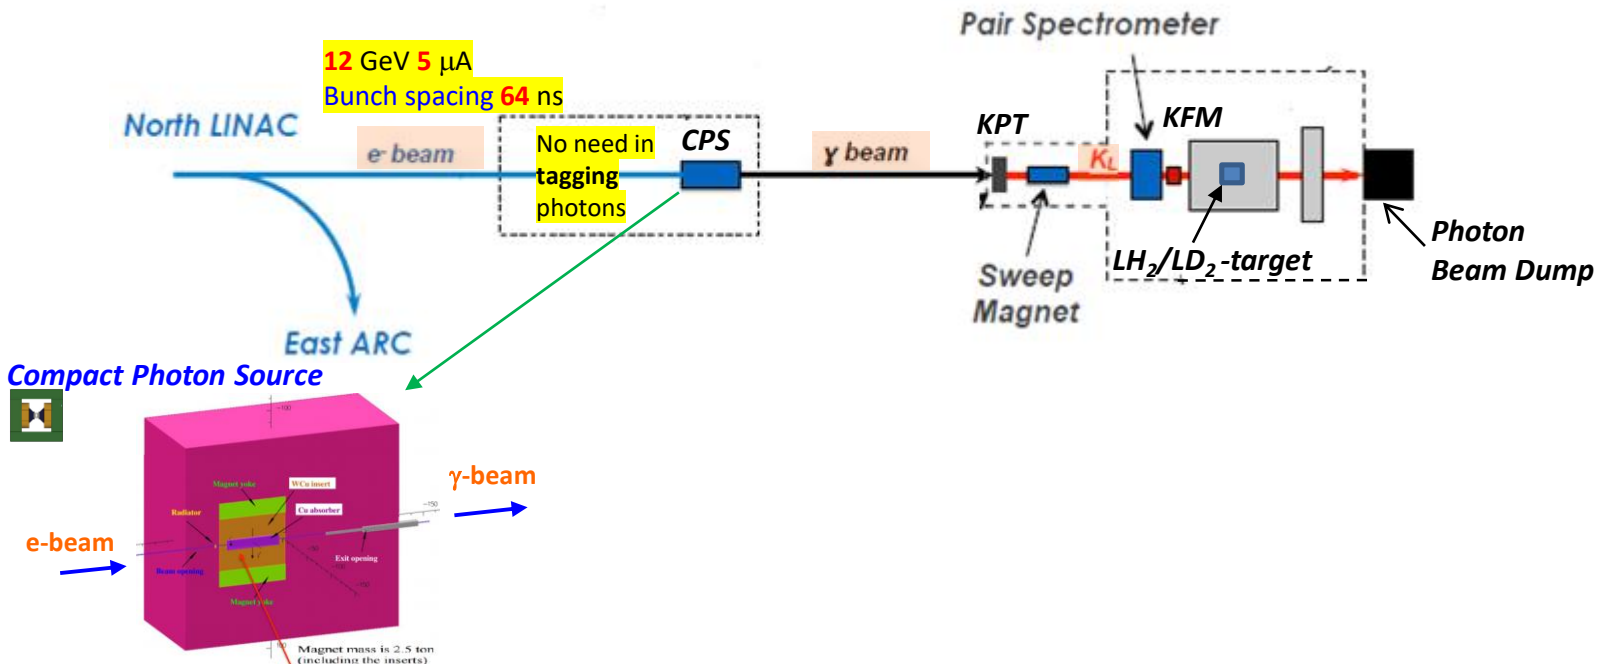 Pair Spectrometer
12 GeV 5 μA
Bunch spacing 64 ns
North LINAC
e- beam
No need in
tagging
photons
CPS
γ beam
KPT
KL
KFM
Sweep
Magnet
LH2/LD2-target
Photon
Beam Dump
East ARC
Compact Photon Source
e-beam
γ-beam
Magnet yoke
WCu insert
Radiator
Cu absorber
Beam opening
Exit opening
Magnet yoke
Magnet mass is 2.5 ton
(including the inserts)